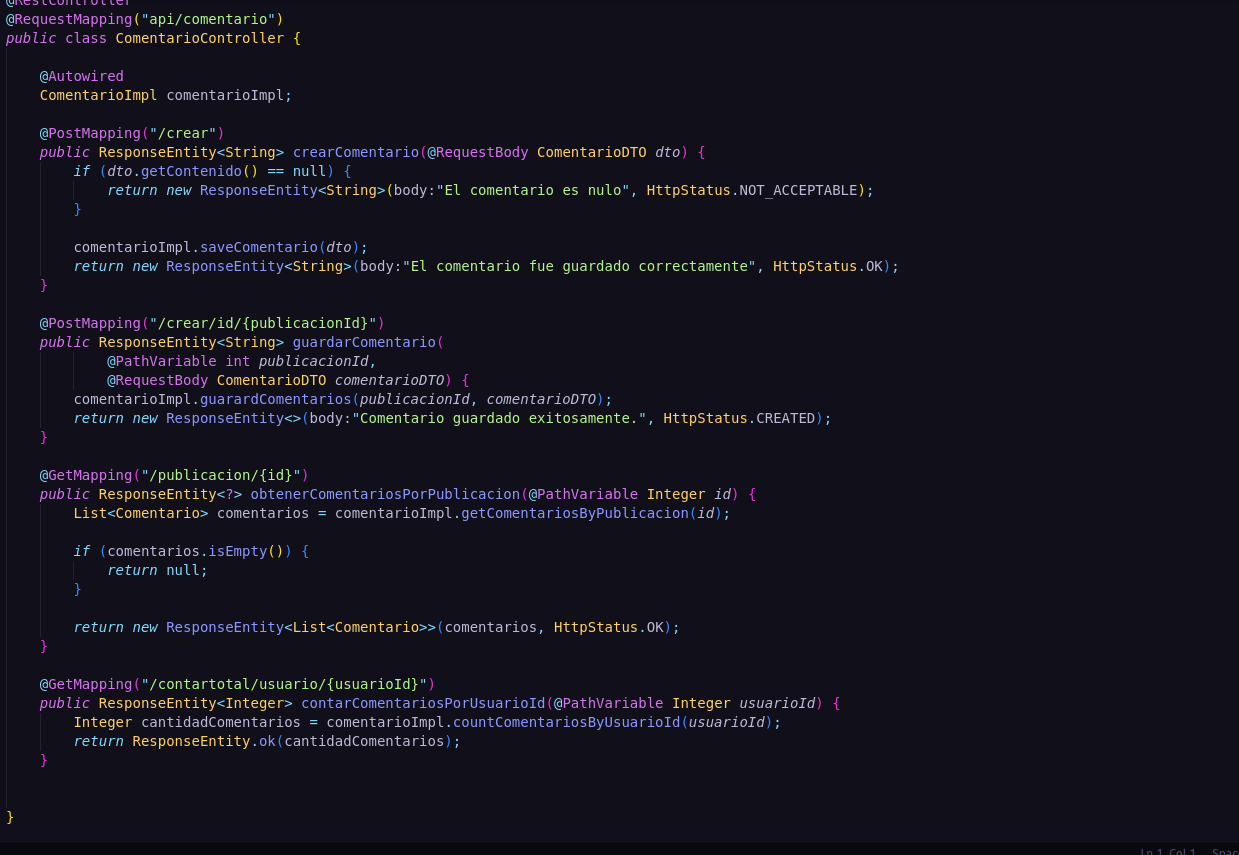 @RestController
@RequestMapping("api/comentario")
public class ComentarioController {
@Autowired
ComentarioImpl comentarioImpl;
@PostMapping("/crear")
public ResponseEntity<String> crearComentario(@RequestBody ComentarioDTO dto) {
if (dto.getContenido() == null) {
return new ResponseEntity<String>(body:"El comentario es nulo", HttpStatus.NOT_ACCEPTABLE);
}
comentarioImpl.saveComentario(dto);
return new ResponseEntity<String>(body:"El comentario fue guardado correctamente", HttpStatus.OK);
}
@PostMapping("/crear/id/{publicacionId}")
public ResponseEntity<String> guardarComentario(
@PathVariable int publicacionId,
@RequestBody ComentarioDTO comentarioDTO) {
comentarioImpl.guardComentarios(publicacionId, comentarioDTO);
return new ResponseEntity<>(body:"Comentario guardado exitosamente.", HttpStatus.CREATED);
}
@GetMapping("/publicacion/{id}")
public ResponseEntity<?> obtenerComentariosPorPublicacion(@PathVariable Integer id) {
List<Comentario> comentarios = comentarioImpl.getComentariosByPublicacion(id);
if (comentarios.isEmpty()) {
return null;
}
return new ResponseEntity<List<Comentario>>(comentarios, HttpStatus.OK);
}
@GetMapping("/contartotal/usuario/{usuarioId}")
public ResponseEntity<Integer> contarComentariosPorUsuarioId(@PathVariable Integer usuarioId) {
Integer cantidadComentarios = comentarioImpl.countComentariosByUsuarioId(usuarioId);
return ResponseEntity.ok(cantidadComentarios);
}
}
Ln 1, Col 1